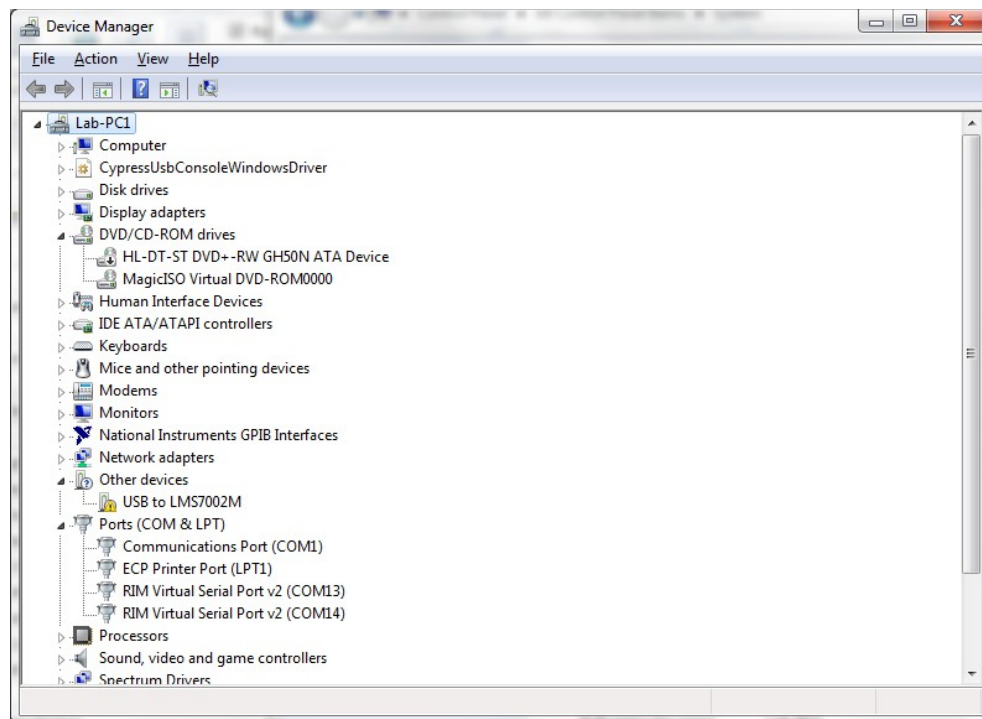 Device Manager
File Action View Help
Lab-PC1
Computer
CypressUsbConsoleWindowsDriver
Disk drives
Display adapters
DVD/CD-ROM drives
HL-DT-ST DVD+-RW GH50N ATA Device
MagicISO Virtual DVD-ROM0000
Human Interface Devices
IDE ATA/ATAPI controllers
Keyboards
Mice and other pointing devices
Modems
Monitors
National Instruments GPIB Interfaces
Network adapters
Other devices
USB to LMS7002M
Ports (COM & LPT)
Communications Port (COM1)
ECP Printer Port (LPT1)
RIM Virtual Serial Port v2 (COM13)
RIM Virtual Serial Port v2 (COM14)
Processors
Sound, video and game controllers
Spectrum Drivers